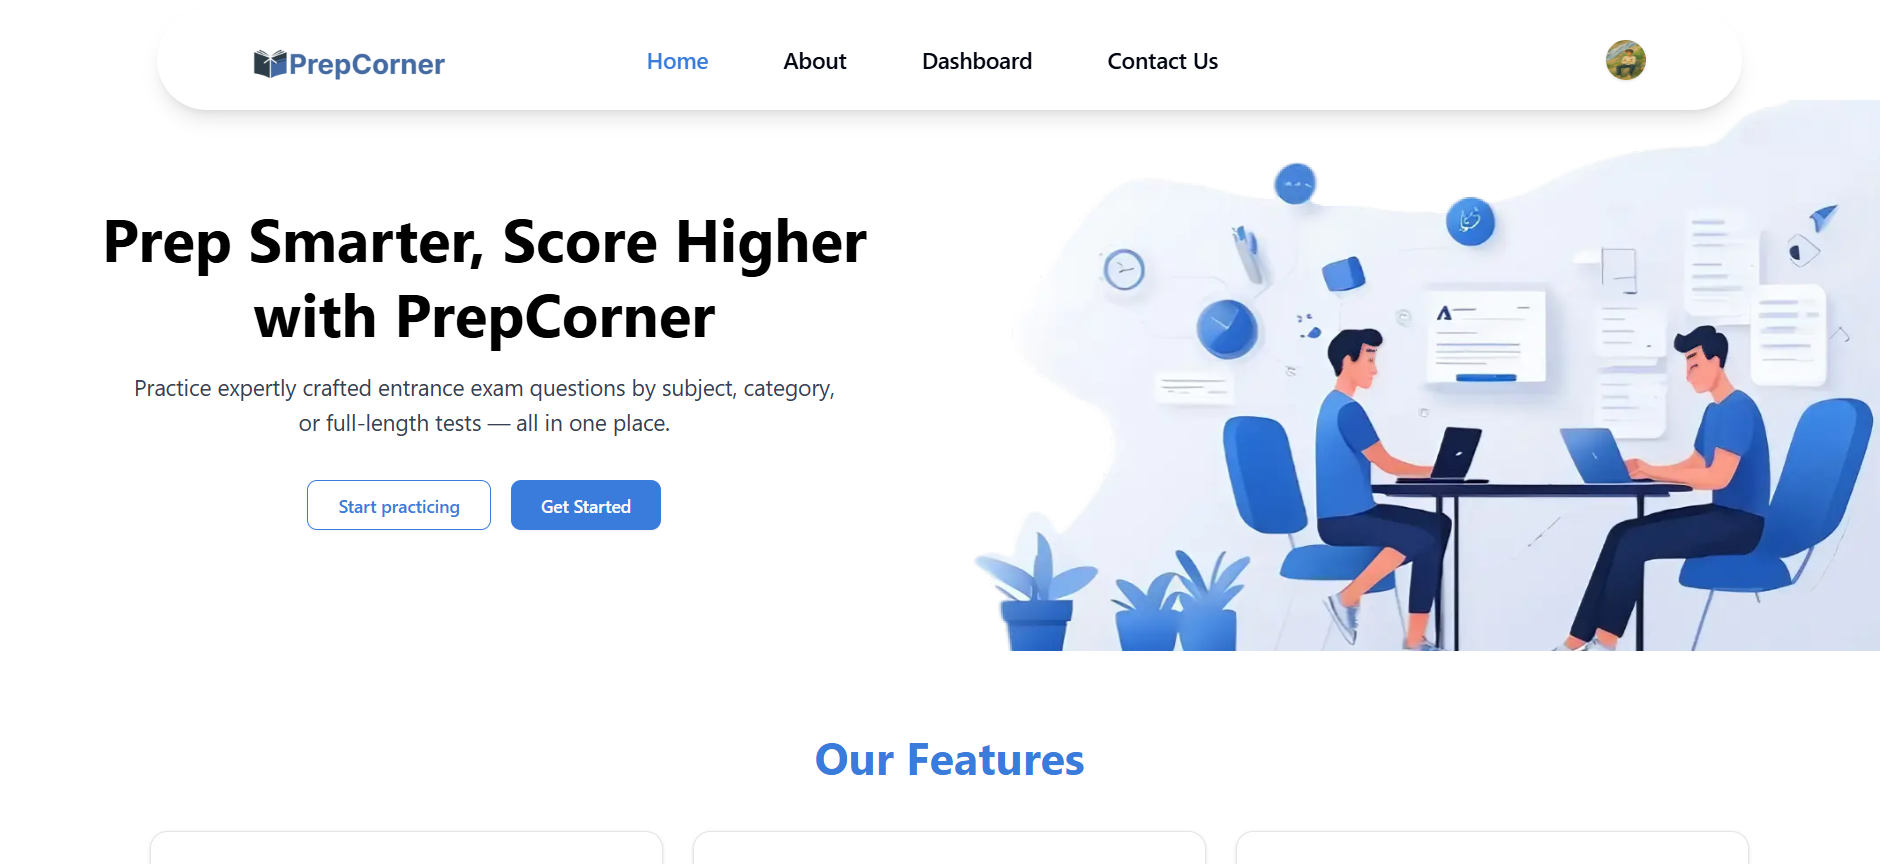 PrepCorner
Home
About
Dashboard
Contact Us
Prep Smarter, Score Higher
with PrepCorner
Practice expertly crafted entrance exam questions by subject, category,
or full-length tests — all in one place.
Start practicing
Get Started
Our Features